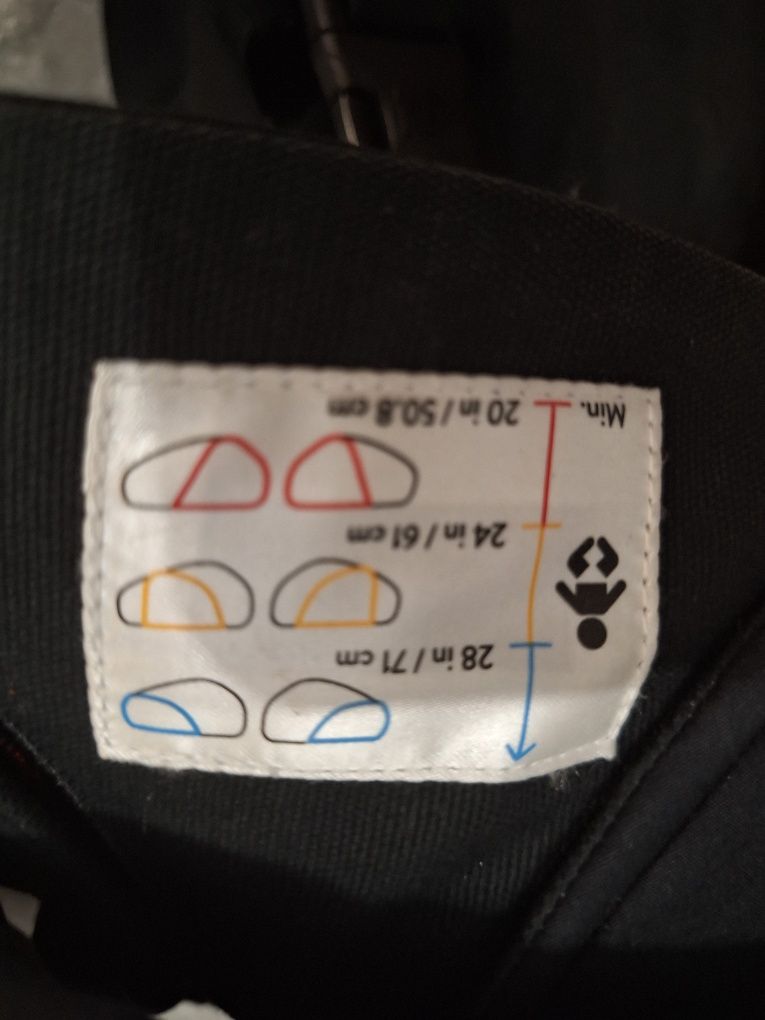 28 in / 71 cm
24 in / 61 cm
Min. 20 in / 50.8 cm